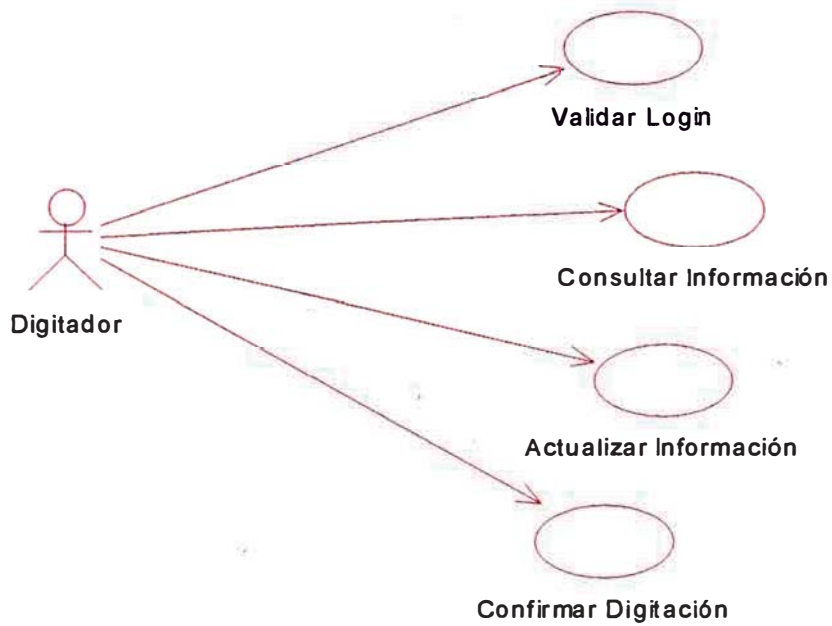 Validar Login
Consultar Información
Digitador
Actualizar Información
Confirmar Digitación